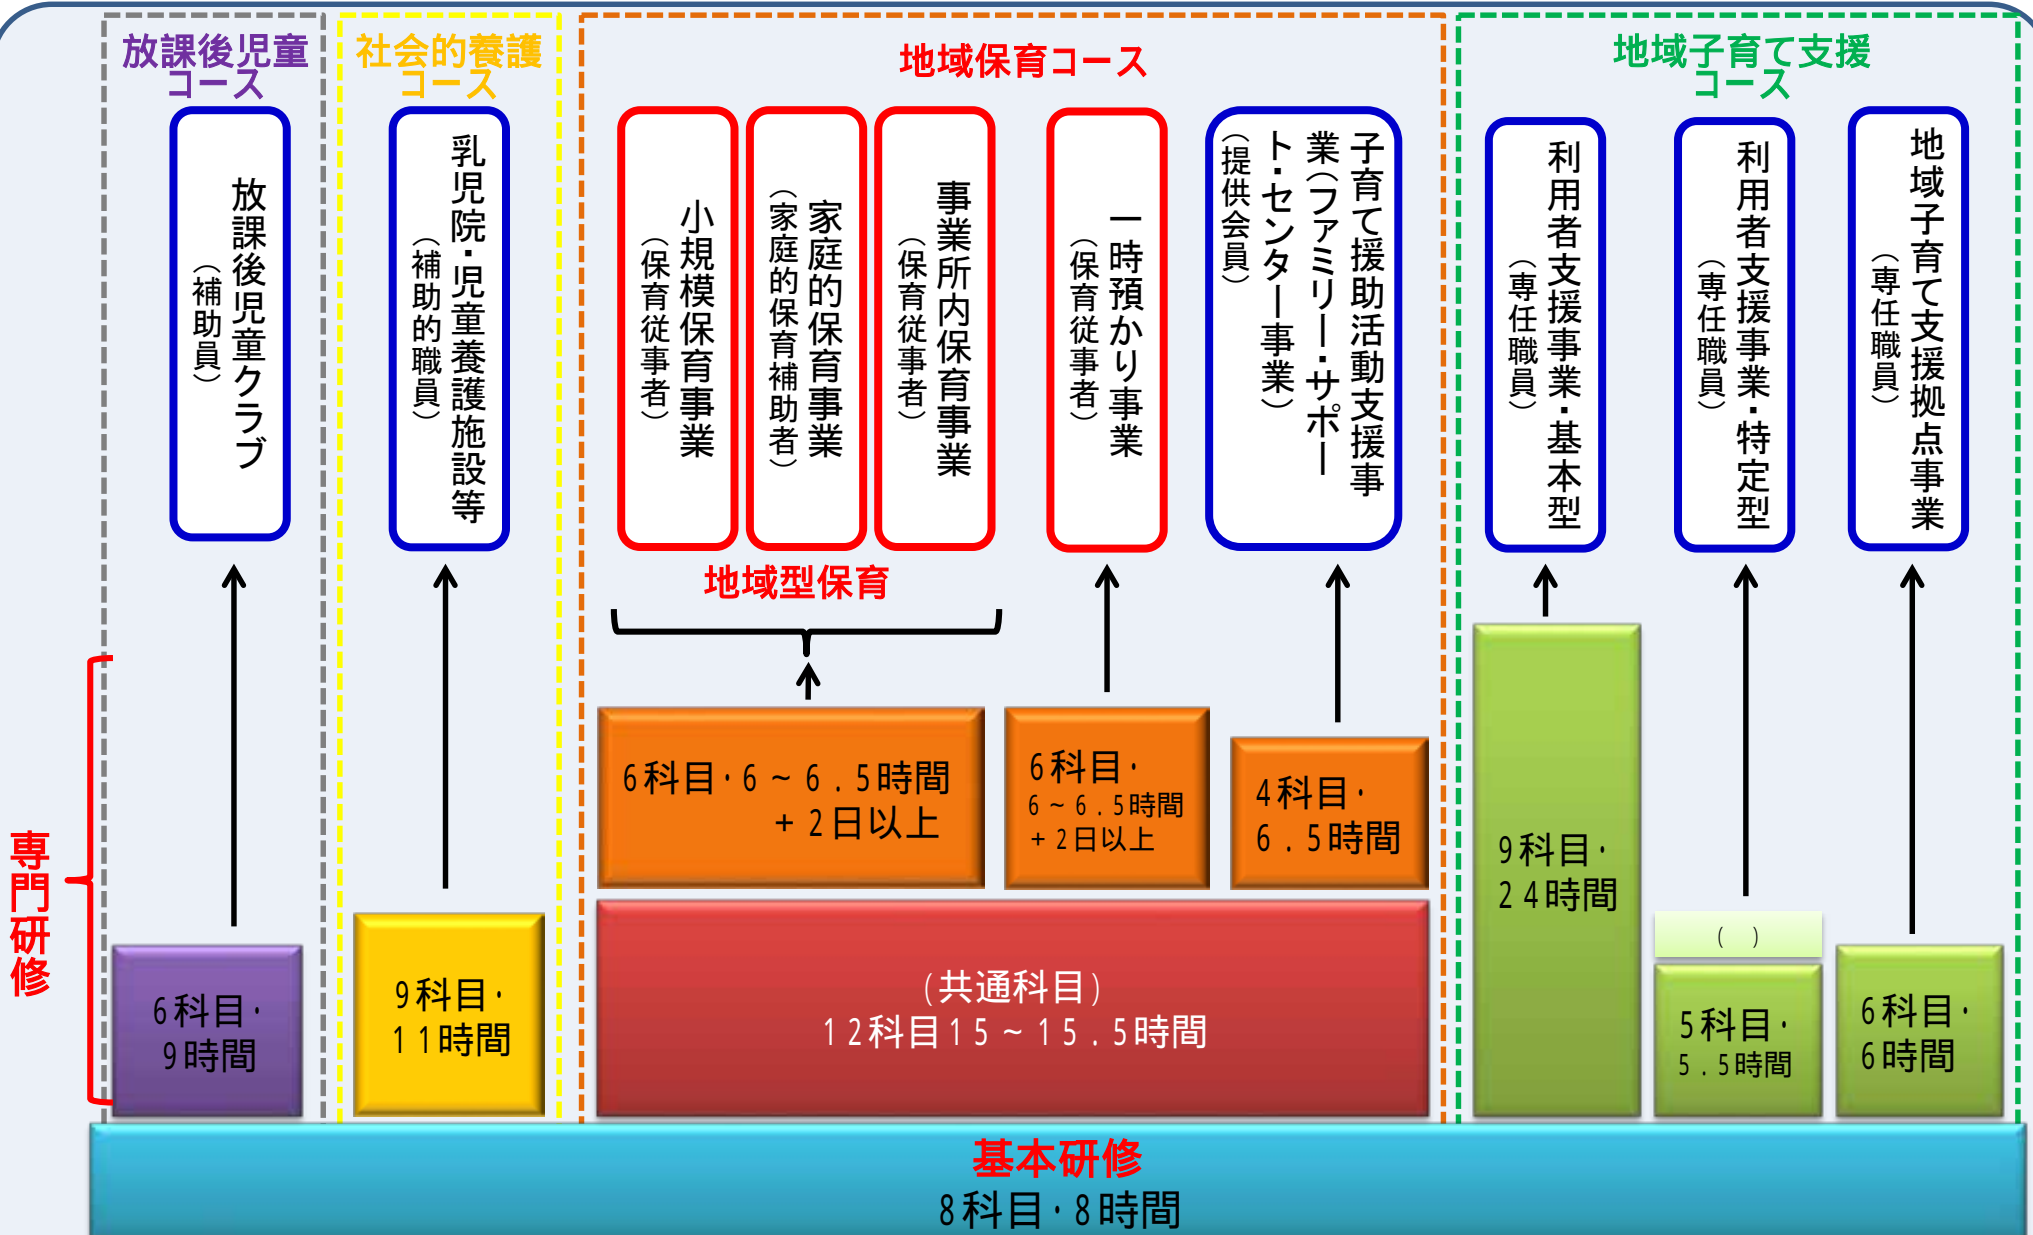 放課後児童
コース
放課後児童クラブ
（補助員）
社会的養護
コース
乳児院・児童養護施設等
（補助的職員）
地域保育コース
小規模保育事業
（保育従事者）
家庭的保育事業
（家庭的保育補助者）
事業所内保育事業
（保育従事者）
一時預かり事業
（保育従事者）
子育て援助活動支援事
業（ファミリー・サポー
ト・センター事業）
（提供会員）
地域子育て支援
コース
利用者支援事業・基本型
（専任職員）
利用者支援事業・特定型
（専任職員）
地域子育て支援拠点事業
（専任職員）
地域型保育
専門研修
6科目・
9時間
9科目・
11時間
6科目・6～6.5時間
+2日以上
6科目・
6～6.5時間
+2日以上
4科目・
6.5時間
(共通科目)
12科目15～15.5時間
9科目・
24時間
( )
5科目・
5.5時間
6科目・
6時間
基本研修
8科目・8時間